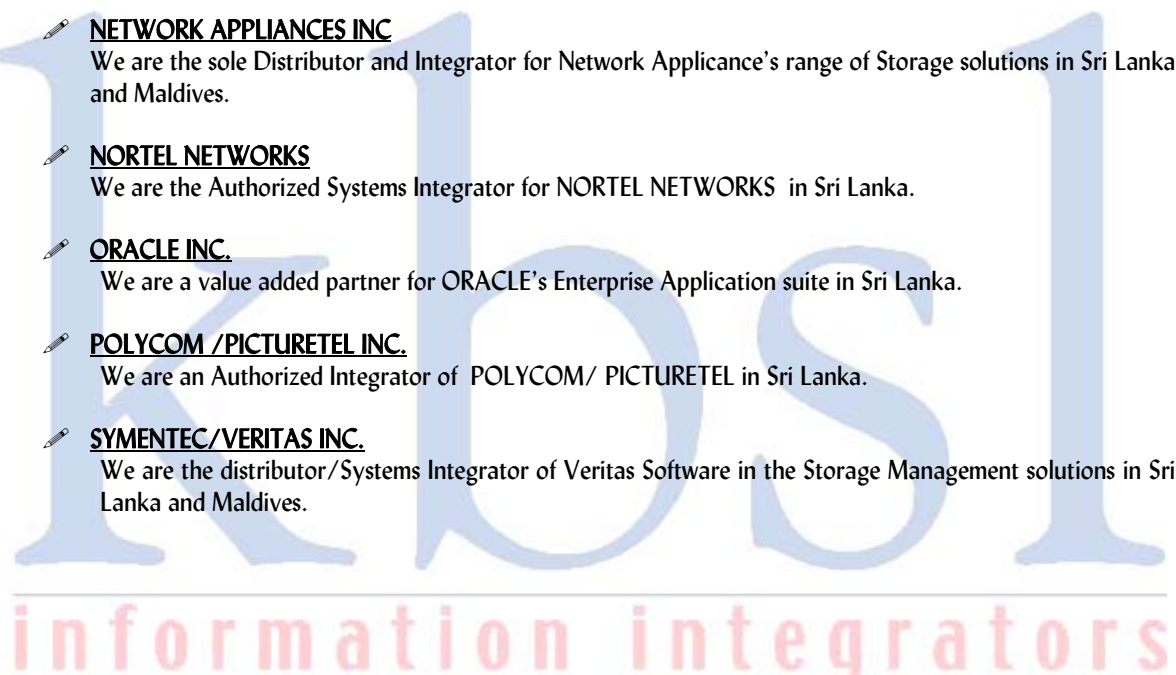 NETWORK APPLIANCES INC
We are the sole Distributor and Integrator for Network Applicance’s range of Storage solutions in Sri Lanka
and Maldives.
NORTEL NETWORKS
We are the Authorized Systems Integrator for NORTEL NETWORKS in Sri Lanka.
ORACLE INC.
We are a value added partner for ORACLE’s Enterprise Application suite in Sri Lanka.
POLYCOM /PICTURETEL INC.
We are an Authorized Integrator of POLYCOM/ PICTURETEL in Sri Lanka.
SYMENTEC/VERITAS INC.
We are the distributor/Systems Integrator of Veritas Software in the Storage Management solutions in Sri
Lanka and Maldives.
kbsl
information integrators